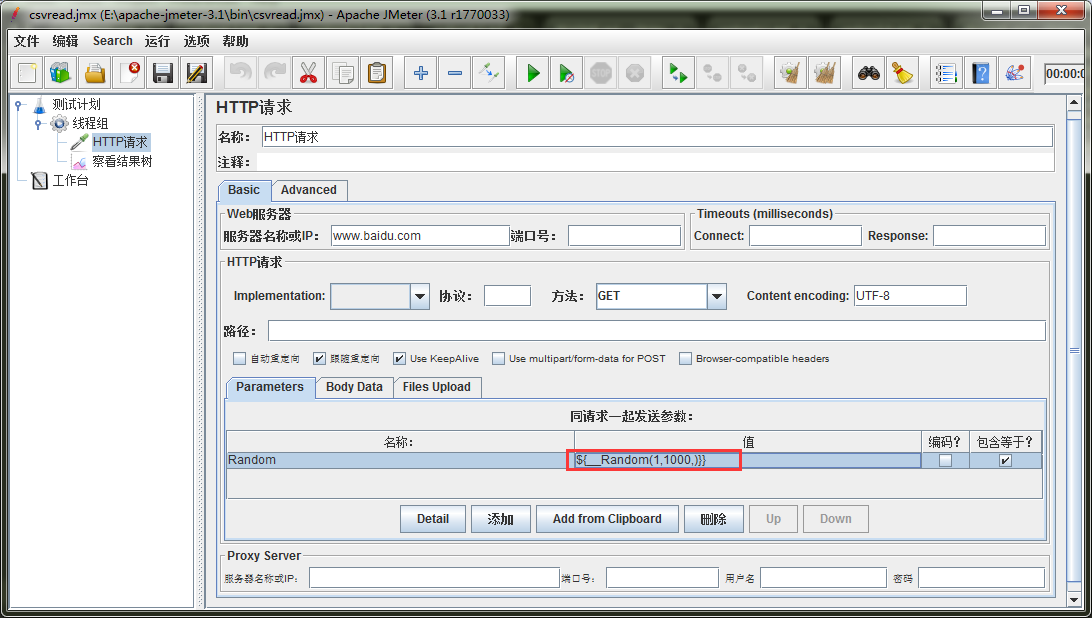 csvread.jmx (E:\apache-jmeter-3.1\bin\csvread.jmx) - Apache JMeter (3.1 r1770033)
文件 编辑 Search 运行 选项 帮助
STOP 00:00:0
测试计划
线程组
HTTP请求
察看结果树
工作台
HTTP请求
名称： HTTP请求
注释：
Basic Advanced
Web服务器 Timeouts (milliseconds)
服务器名称或IP： www.baidu.com 端口号： Connect: Response:
HTTP请求
Implementation: 协议： 方法： GET Content encoding: UTF-8
路径：
自动重定向 跟随重定向 Use KeepAlive Use multipart/form-data for POST Browser-compatible headers
Parameters Body Data Files Upload
同请求一起发送参数：
名称： 值 编码？ 包含等于？
Random ${__Random(1,1000,)}}
Detail 添加 Add from Clipboard 删除 Up Down
Proxy Server
服务器名称或IP： 端口号： 用户名 密码